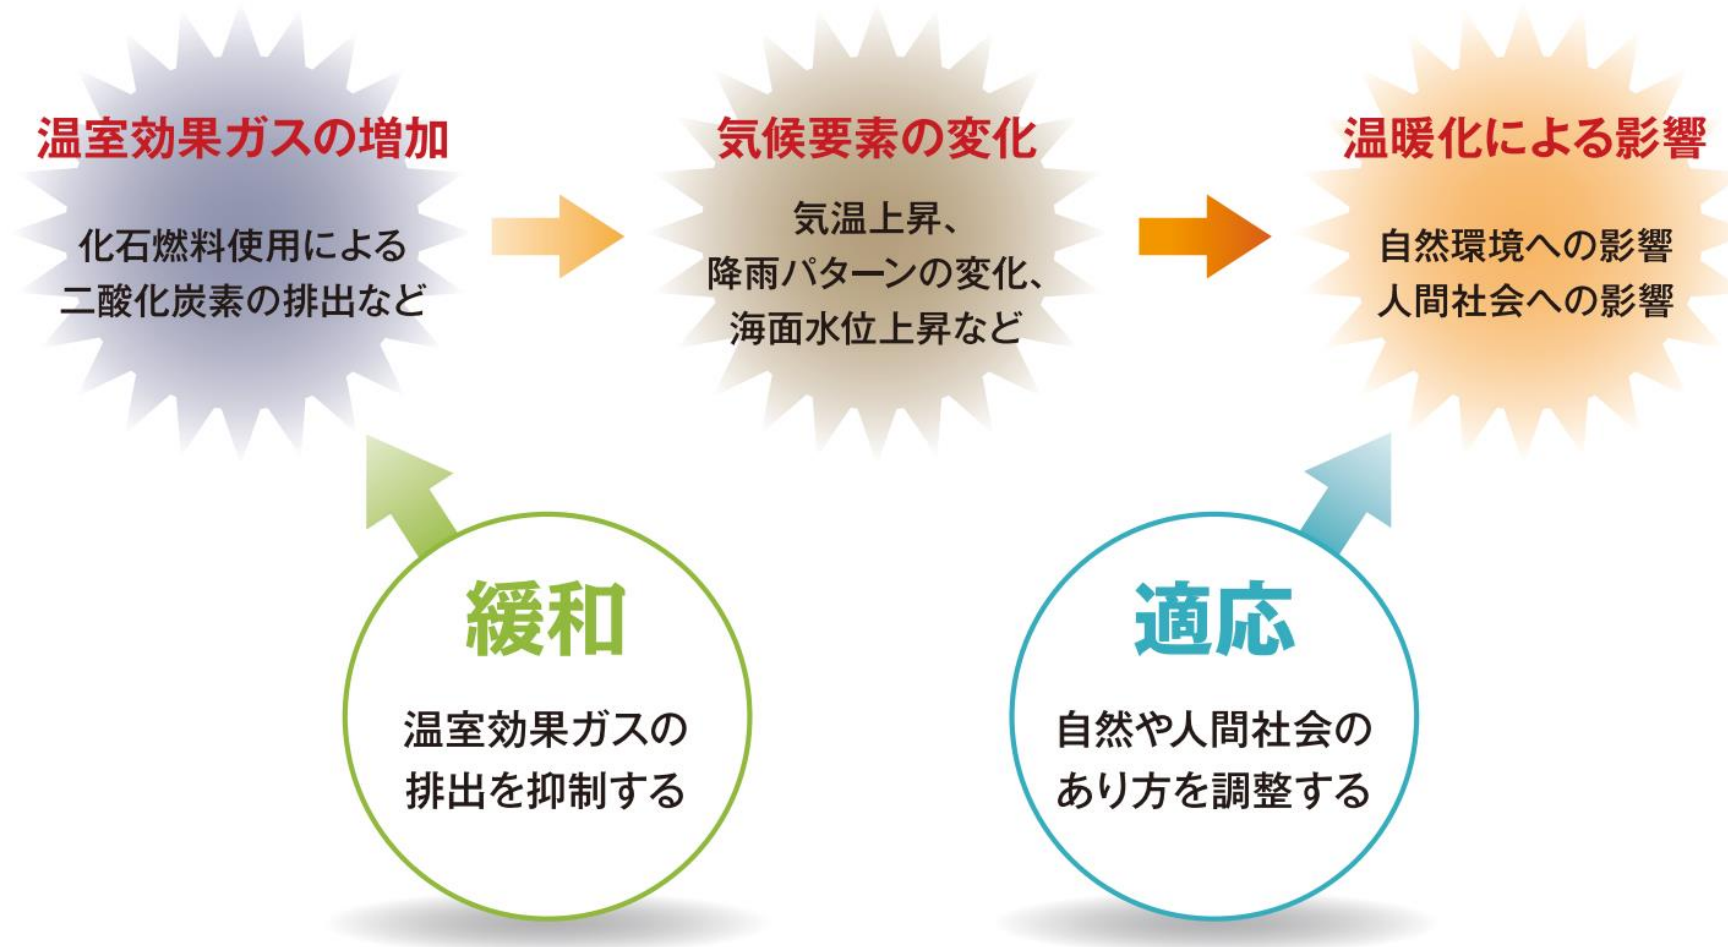 温室効果ガスの増加
化石燃料使用による
二酸化炭素の排出など
気候要素の変化
気温上昇、
降雨パターンの変化、
海面水位上昇など
温暖化による影響
自然環境への影響
人間社会への影響
緩和
温室効果ガスの
排出を抑制する
適応
自然や人間社会の
あり方を調整する